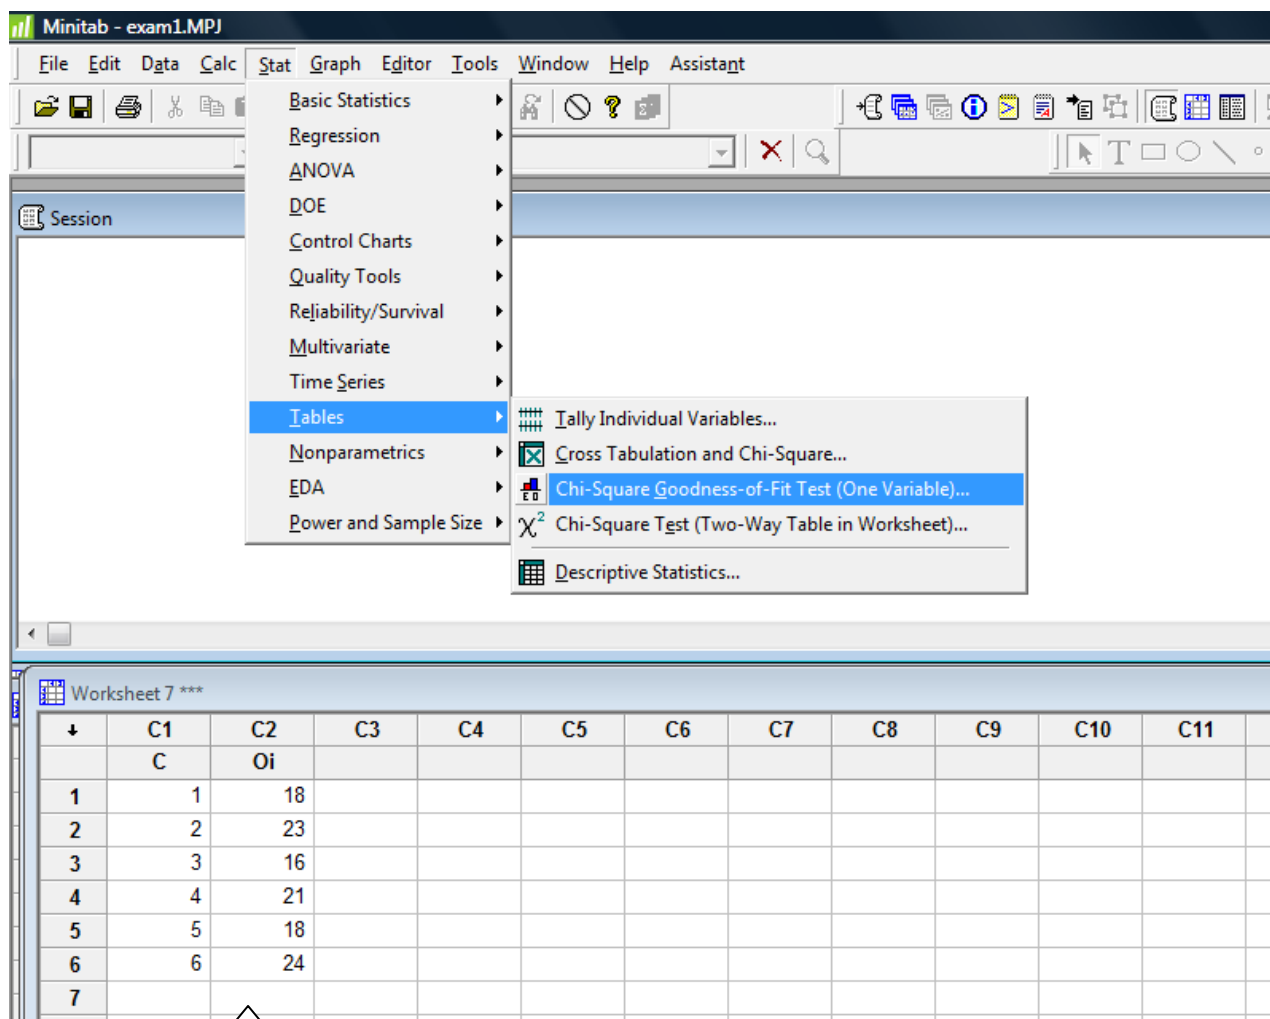 Minitab - exam1.MPJ
File Edit Data Calc Stat Graph Editor Tools Window Help Assistant
Basic Statistics
Regression
ANOVA
DOE
Control Charts
Quality Tools
Reliability/Survival
Multivariate
Time Series
Tables
Nonparametrics
EDA
Power and Sample Size
Tally Individual Variables...
Cross Tabulation and Chi-Square...
Chi-Square Goodness-of-Fit Test (One Variable)...
χ² Chi-Square Test (Two-Way Table in Worksheet)...
Descriptive Statistics...
Session
Worksheet 7 ***
C1 C2 C3 C4 C5 C6 C7 C8 C9 C10 C11
C Oi
1 1 18
2 2 23
3 3 16
4 4 21
5 5 18
6 6 24
7